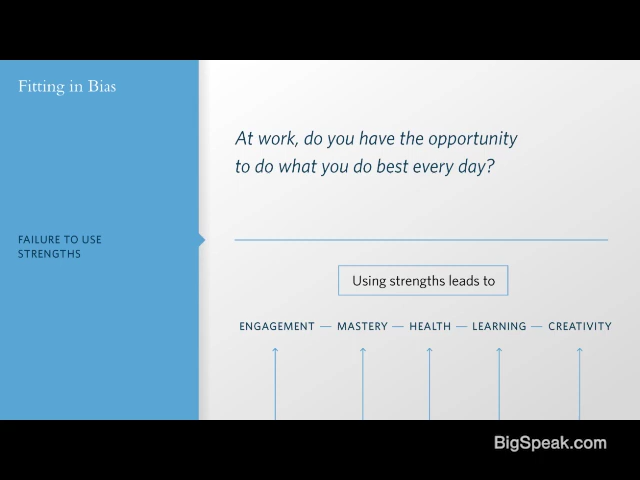 Fitting in Bias
At work, do you have the opportunity
to do what you do best every day?
FAILURE TO USE
STRENGTHS
Using strengths leads to
ENGAGEMENT — MASTERY — HEALTH — LEARNING — CREATIVITY
BigSpeak.com